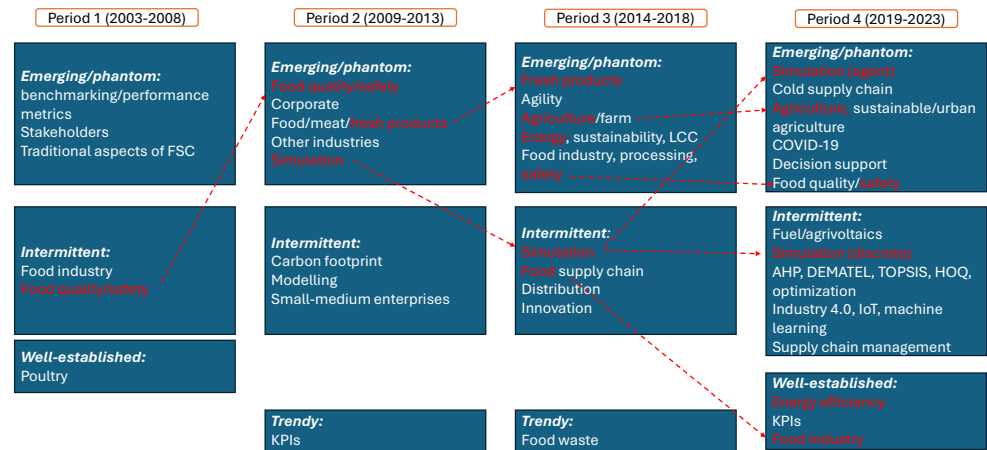 Period 1 (2003-2008)
Period 2 (2009-2013)
Period 3 (2014-2018)
Period 4 (2019-2023)
Emerging/phantom:
benchmarking/performance
metrics
Stakeholders
Traditional aspects of FSC
Intermittent:
Food industry
Food quality/safety
Well-established:
Poultry
Emerging/phantom:
Food quality/safety
Corporate
Food/meat/fresh products
Other industries
Simulation
Intermittent:
Carbon footprint
Modelling
Small-medium enterprises
Trendy:
KPIs
Emerging/phantom:
Fresh products
Agility
Agriculture/farm
Energy, sustainability, LCC
Food industry, processing,
safety
Intermittent:
Simulation
Food supply chain
Distribution
Innovation
Trendy:
Food waste
Emerging/phantom:
Simulation (agent)
Cold supply chain
Agriculture, sustainable/urban
agriculture
COVID-19
Decision support
Food quality/safety
Intermittent:
Fuel/agrivoltaics
Simulation (discrete)
AHP, DEMATEL, TOPSIS, HOQ,
optimization
Industry 4.0, IoT, machine
learning
Supply chain management
Well-established:
Energy efficiency
KPIs
Food industry